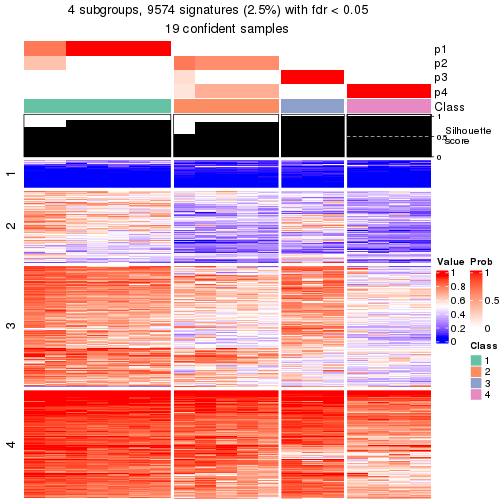 4 subgroups, 9574 signatures (2.5%) with fdr < 0.05
19 confident samples
p1
p2
p3
p4
Class
1
0.5
0
Silhouette
score
1
2
3
4
Value
1
0.8
0.6
0.4
0.2
0
Prob
1
0.5
0
Class
1
2
3
4